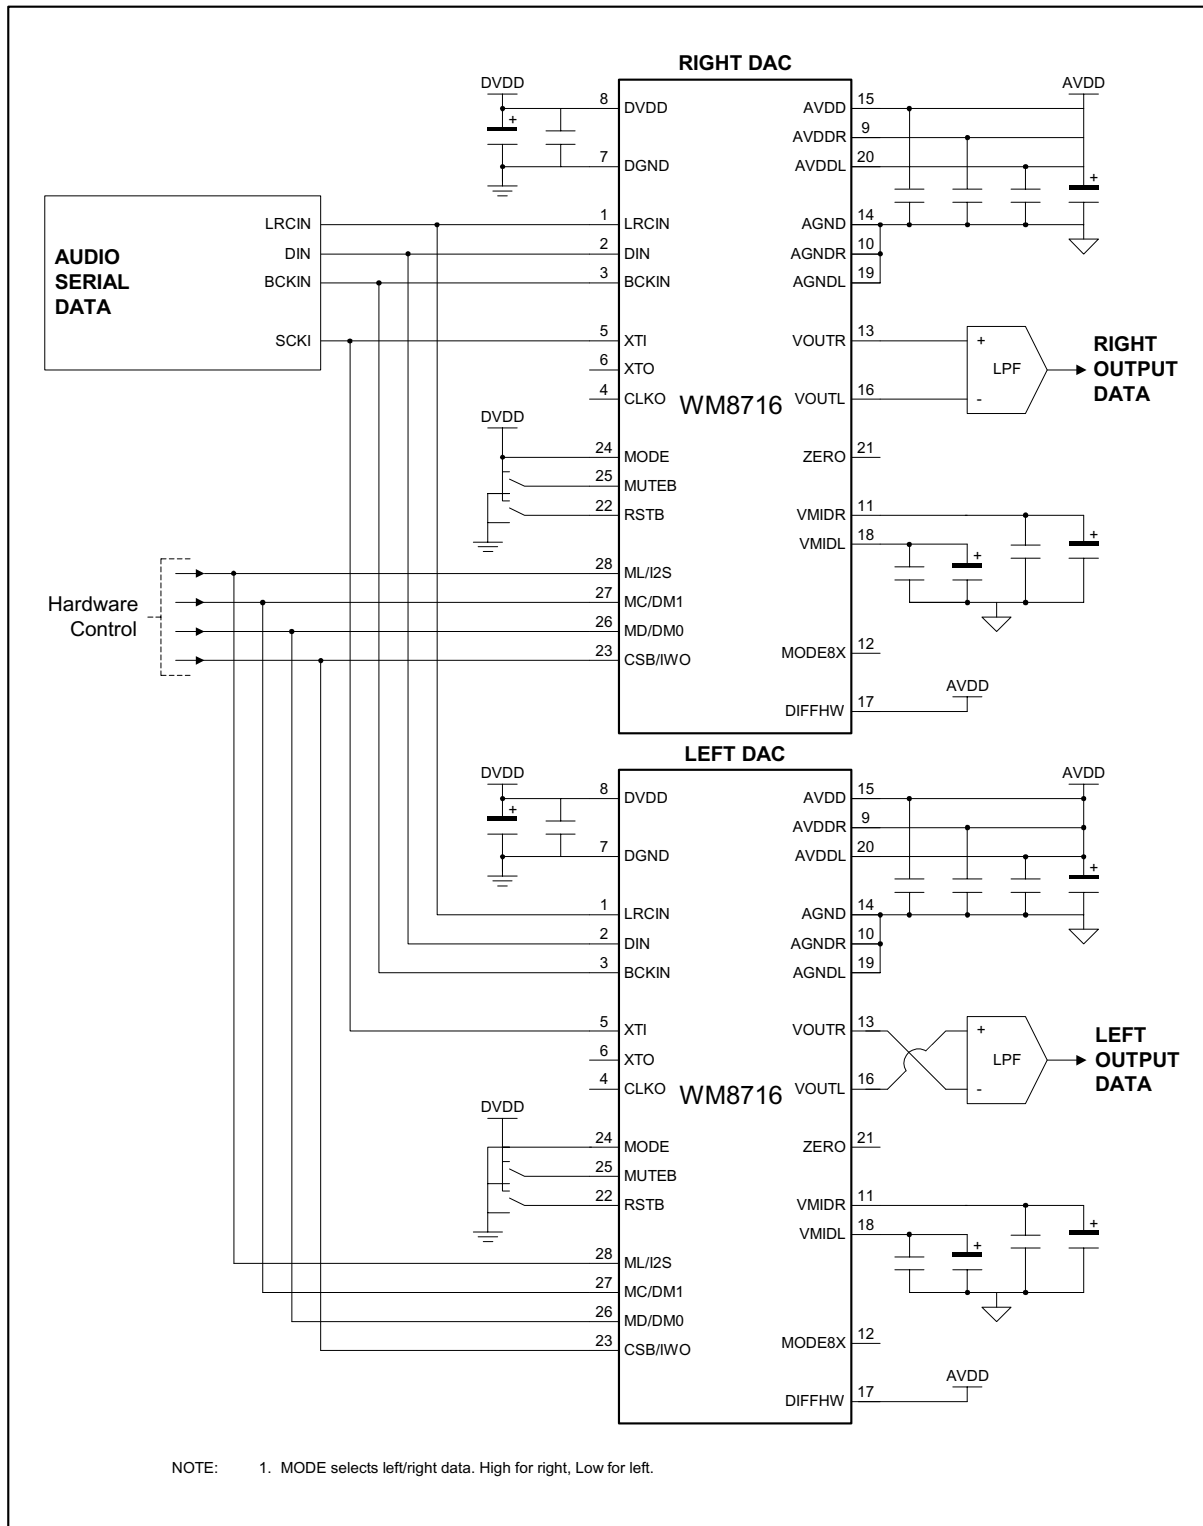 RIGHT DAC
DVDD
AVDD
8 DVDD AVDD 15
AVDDR 9
+
7 DGND AVDDL 20
+
AUDIO
SERIAL
DATA
LRCIN 1 LRCIN AGND 14
DIN 2 DIN AGNDR 10
BCKIN 3 BCKIN AGNDL 19
SCKI 5 XTI VOUTR 13 +
6 XTO
LPF
RIGHT
OUTPUT
DATA
4 CLKO WM8716 VOUTL 16 -
DVDD
24 MODE ZERO 21
25 MUTEB
22 RSTB VMIDR 11
VMIDL 18
+
+
Hardware
Control
28 ML/I2S
27 MC/DM1
26 MD/DM0
23 CSB/IWO MODE8X 12
AVDD
DIFFHW 17
LEFT DAC
DVDD
AVDD
8 DVDD AVDD 15
AVDDR 9
+
7 DGND AVDDL 20
+
1 LRCIN AGND 14
2 DIN AGNDR 10
3 BCKIN AGNDL 19
5 XTI VOUTR 13 +
6 XTO
LPF
LEFT
OUTPUT
DATA
4 CLKO WM8716 VOUTL 16 -
DVDD
24 MODE ZERO 21
25 MUTEB
22 RSTB VMIDR 11
VMIDL 18
+
+
28 ML/I2S
27 MC/DM1
26 MD/DM0
23 CSB/IWO MODE8X 12
AVDD
DIFFHW 17
NOTE: 1. MODE selects left/right data. High for right, Low for left.